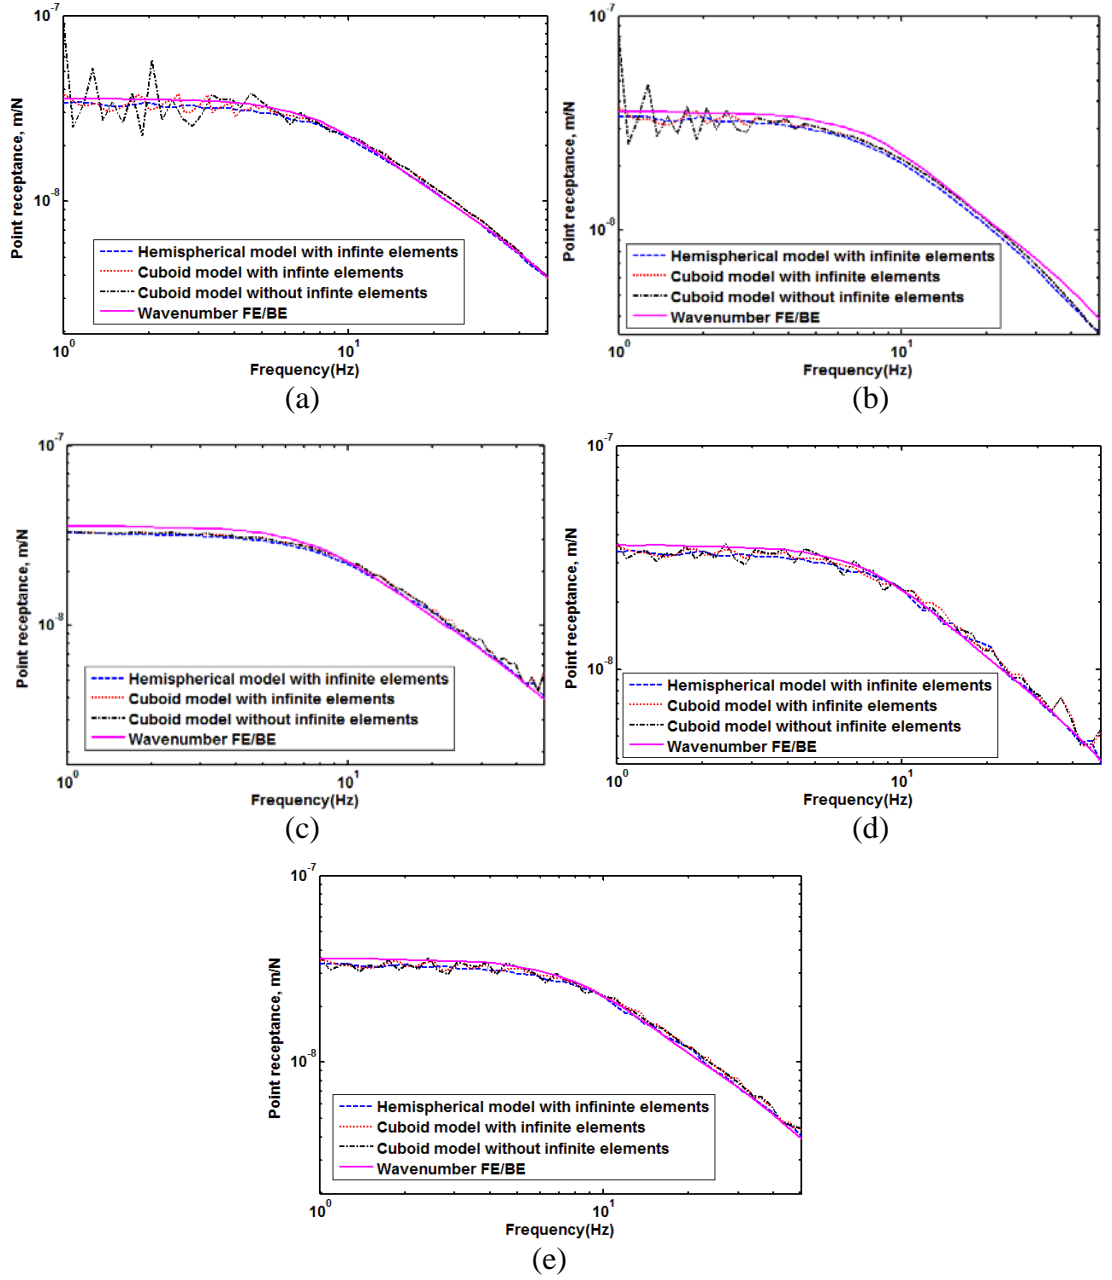 10-7
Point receptance, m/N
10-8
Hemispherical model with infinite elements
Cuboid model with infinite elements
Cuboid model without infinite elements
Wavenumber FE/BE
100
101
Frequency(Hz)
(a)
10-7
Point receptance, m/N
10-8
Hemispherical model with infinite elements
Cuboid model with infinite elements
Cuboid model without infinite elements
Wavenumber FE/BE
100
101
Frequency(Hz)
(b)
10-7
Point receptance, m/N
10-8
Hemispherical model with infinite elements
Cuboid model with infinite elements
Cuboid model without infinite elements
Wavenumber FE/BE
100
101
Frequency(Hz)
(c)
10-7
Point receptance, m/N
10-8
Hemispherical model with infinite elements
Cuboid model with infinite elements
Cuboid model without infinite elements
Wavenumber FE/BE
100
101
Frequency(Hz)
(d)
10-7
Point receptance, m/N
10-8
Hemispherical model with infininte elements
Cuboid model with infinite elements
Cuboid model without infinite elements
Wavenumber FE/BE
100
101
Frequency(Hz)
(e)